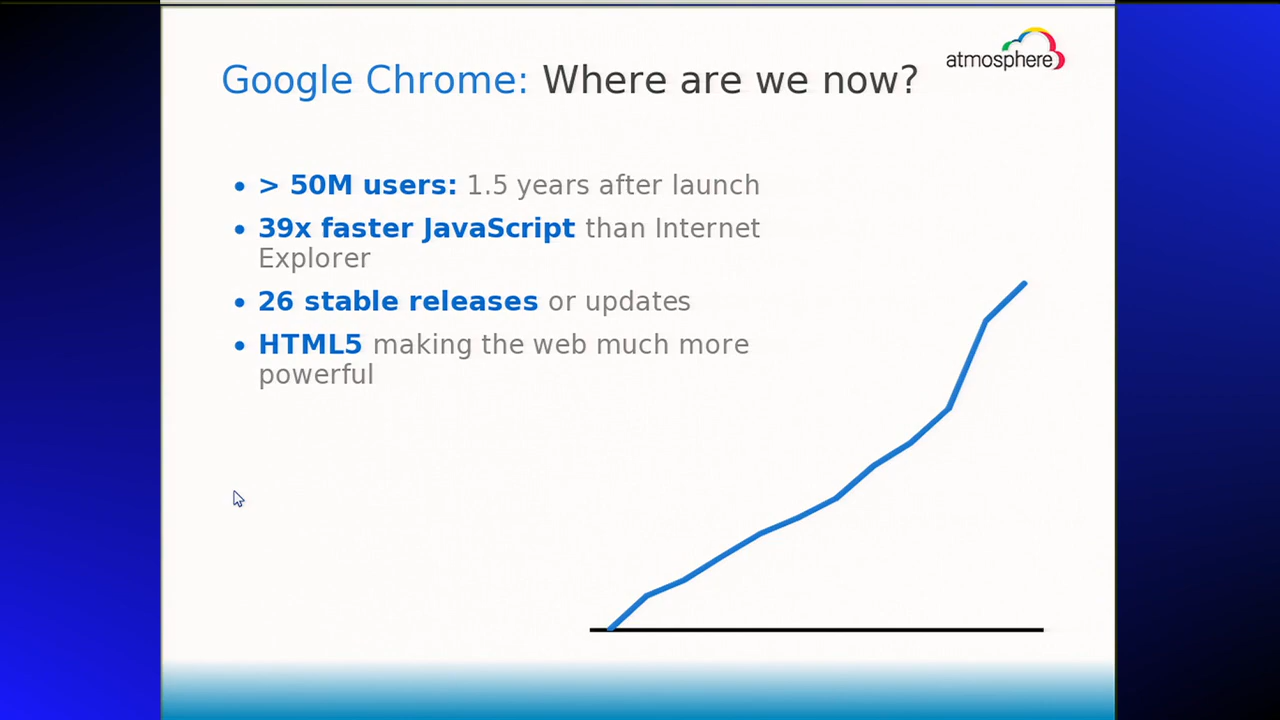 atmosphere
Google Chrome: Where are we now?
• > 50M users: 1.5 years after launch
• 39x faster JavaScript than Internet
Explorer
• 26 stable releases or updates
• HTML5 making the web much more
powerful